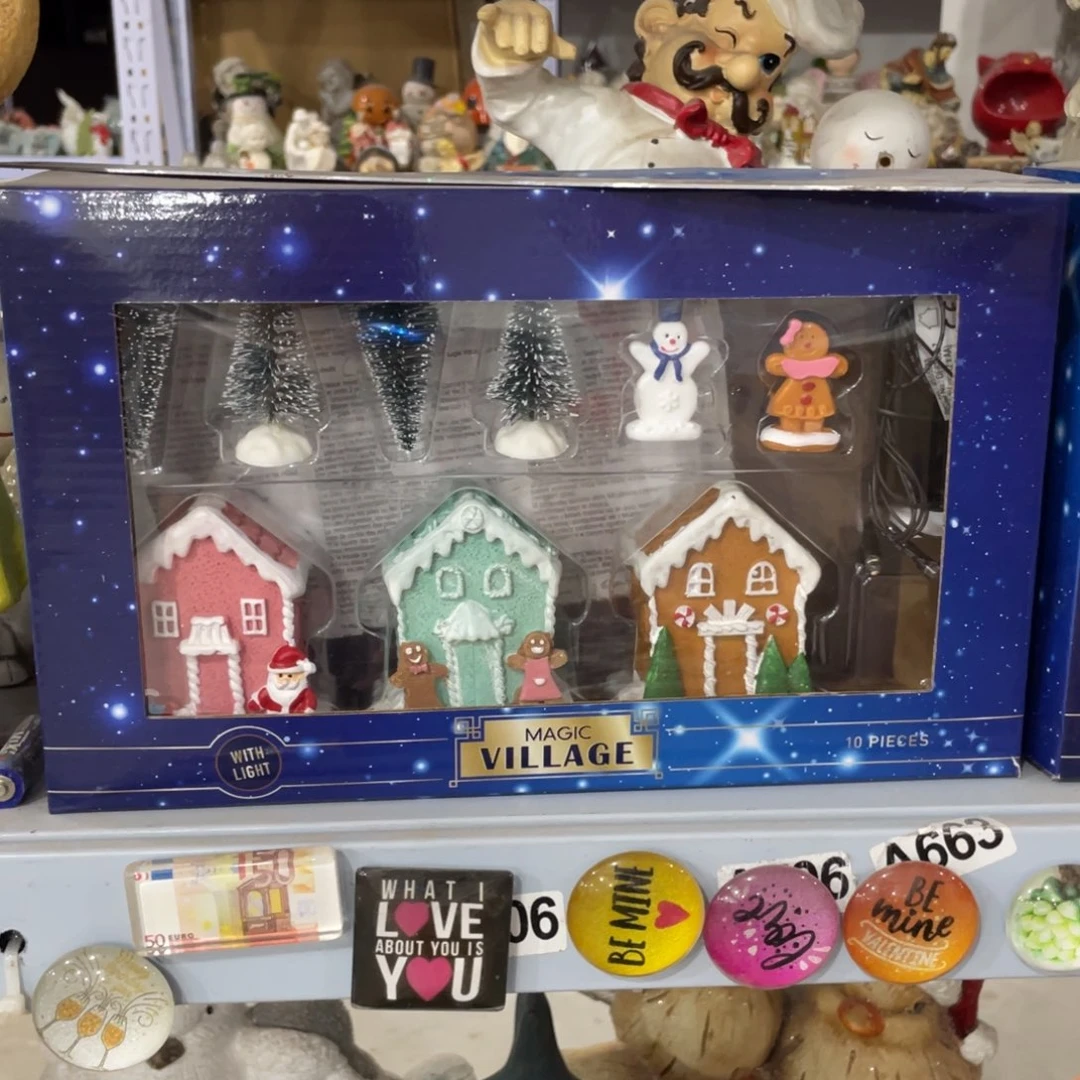 MAGIC
VILLAGE
WITH
LIGHT
10 PIECES
50
50 EURO
WHAT I
LOVE
ABOUT YOU IS
YOU
06
BE MINE
06
A663
BE
mine
VALENTINE